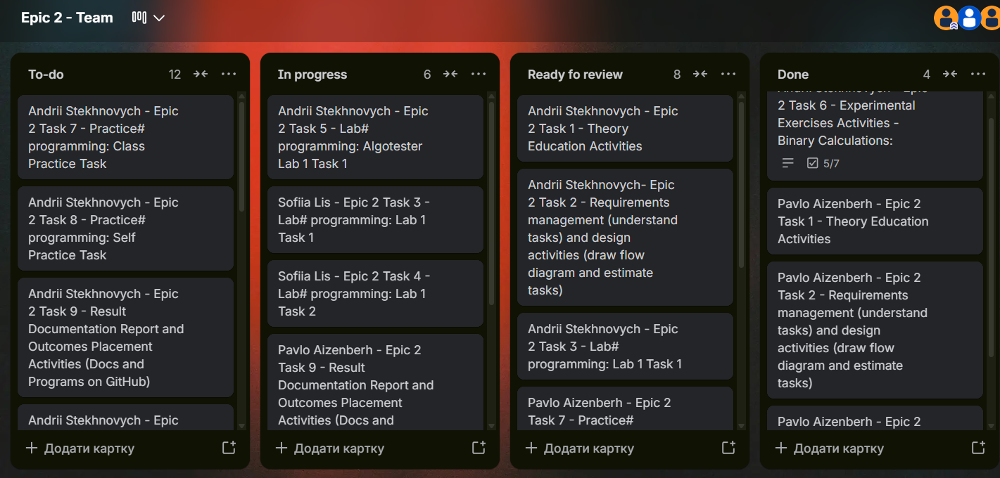 Epic 2 - Team
To-do
12
Andrii Stekhnovych - Epic
2 Task 7 - Practice#
programming: Class
Practice Task
Andrii Stekhnovych - Epic
2 Task 8 - Practice#
programming: Self
Practice Task
Andrii Stekhnovych - Epic
2 Task 9 - Result
Documentation Report and
Outcomes Placement
Activities (Docs and
Programs on GitHub)
Andrii Stekhnovych - Epic
Додати картку
In progress
6
Andrii Stekhnovych - Epic
2 Task 5 - Lab#
programming: Algotester
Lab 1 Task 1
Sofiia Lis - Epic 2 Task 3 -
Lab# programming: Lab 1
Task 1
Sofiia Lis - Epic 2 Task 4 -
Lab# programming: Lab 1
Task 2
Pavlo Aizenberh - Epic 2
Task 9 - Result
Documentation Report and
Outcomes Placement
Activities (Docs and
Додати картку
Ready fo review
8
Andrii Stekhnovych - Epic
2 Task 1 - Theory
Education Activities
Andrii Stekhnovych- Epic
2 Task 2 - Requirements
management (understand
tasks) and design
activities (draw flow
diagram and estimate
tasks)
Andrii Stekhnovych - Epic
2 Task 3 - Lab#
programming: Lab 1 Task 1
Pavlo Aizenberh - Epic 2
Task 7 - Practice#
Додати картку
Done
4
Andrii Stekhnovych - Epic
2 Task 6 - Experimental
Exercises Activities -
Binary Calculations:
5/7
Pavlo Aizenberh - Epic 2
Task 1 - Theory Education
Activities
Pavlo Aizenberh - Epic 2
Task 2 - Requirements
management (understand
tasks) and design
activities (draw flow
diagram and estimate
tasks)
Pavlo Aizenberh - Epic 2
Додати картку